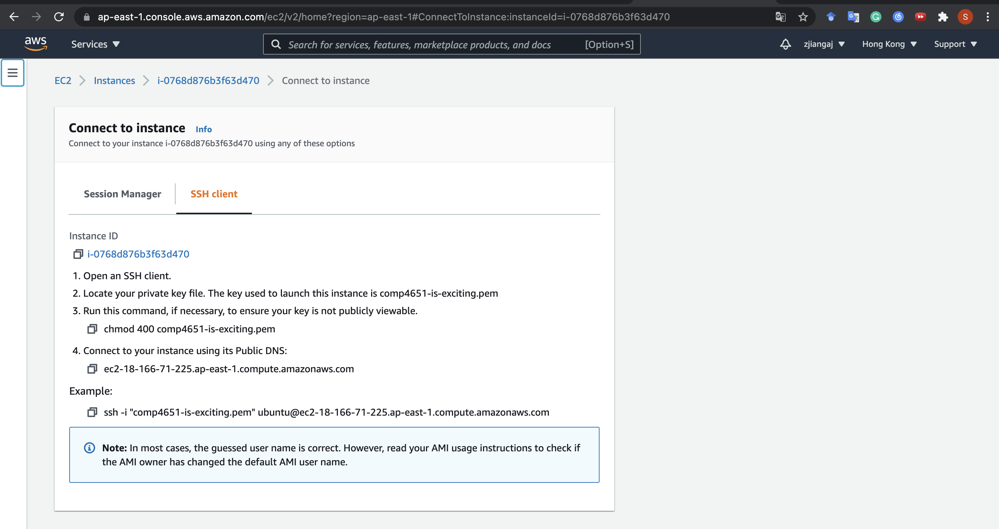 ap-east-1.console.aws.amazon.com/ec2/v2/home?region=ap-east-1#ConnectToInstance:instanceId=i-0768d876b3f63d470
S
aws
Services
Search for services, features, marketplace products, and docs
[Option+S]
zjiangaj
Hong Kong
Support
EC2
Instances
i-0768d876b3f63d470
Connect to instance
Connect to instance
Info
Connect to your instance i-0768d876b3f63d470 using any of these options
Session Manager
SSH client
Instance ID
i-0768d876b3f63d470
1. Open an SSH client.
2. Locate your private key file. The key used to launch this instance is comp4651-is-exciting.pem
3. Run this command, if necessary, to ensure your key is not publicly viewable.
chmod 400 comp4651-is-exciting.pem
4. Connect to your instance using its Public DNS:
ec2-18-166-71-225.ap-east-1.compute.amazonaws.com
Example:
ssh -i "comp4651-is-exciting.pem" ubuntu@ec2-18-166-71-225.ap-east-1.compute.amazonaws.com
Note: In most cases, the guessed user name is correct. However, read your AMI usage instructions to check if
the AMI owner has changed the default AMI user name.